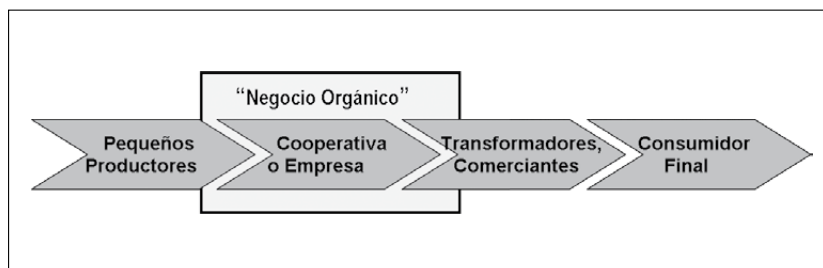 “Negocio Orgánico”
Pequeños
Productores
Cooperativa
o Empresa
Transformadores,
Comerciantes
Consumidor
Final